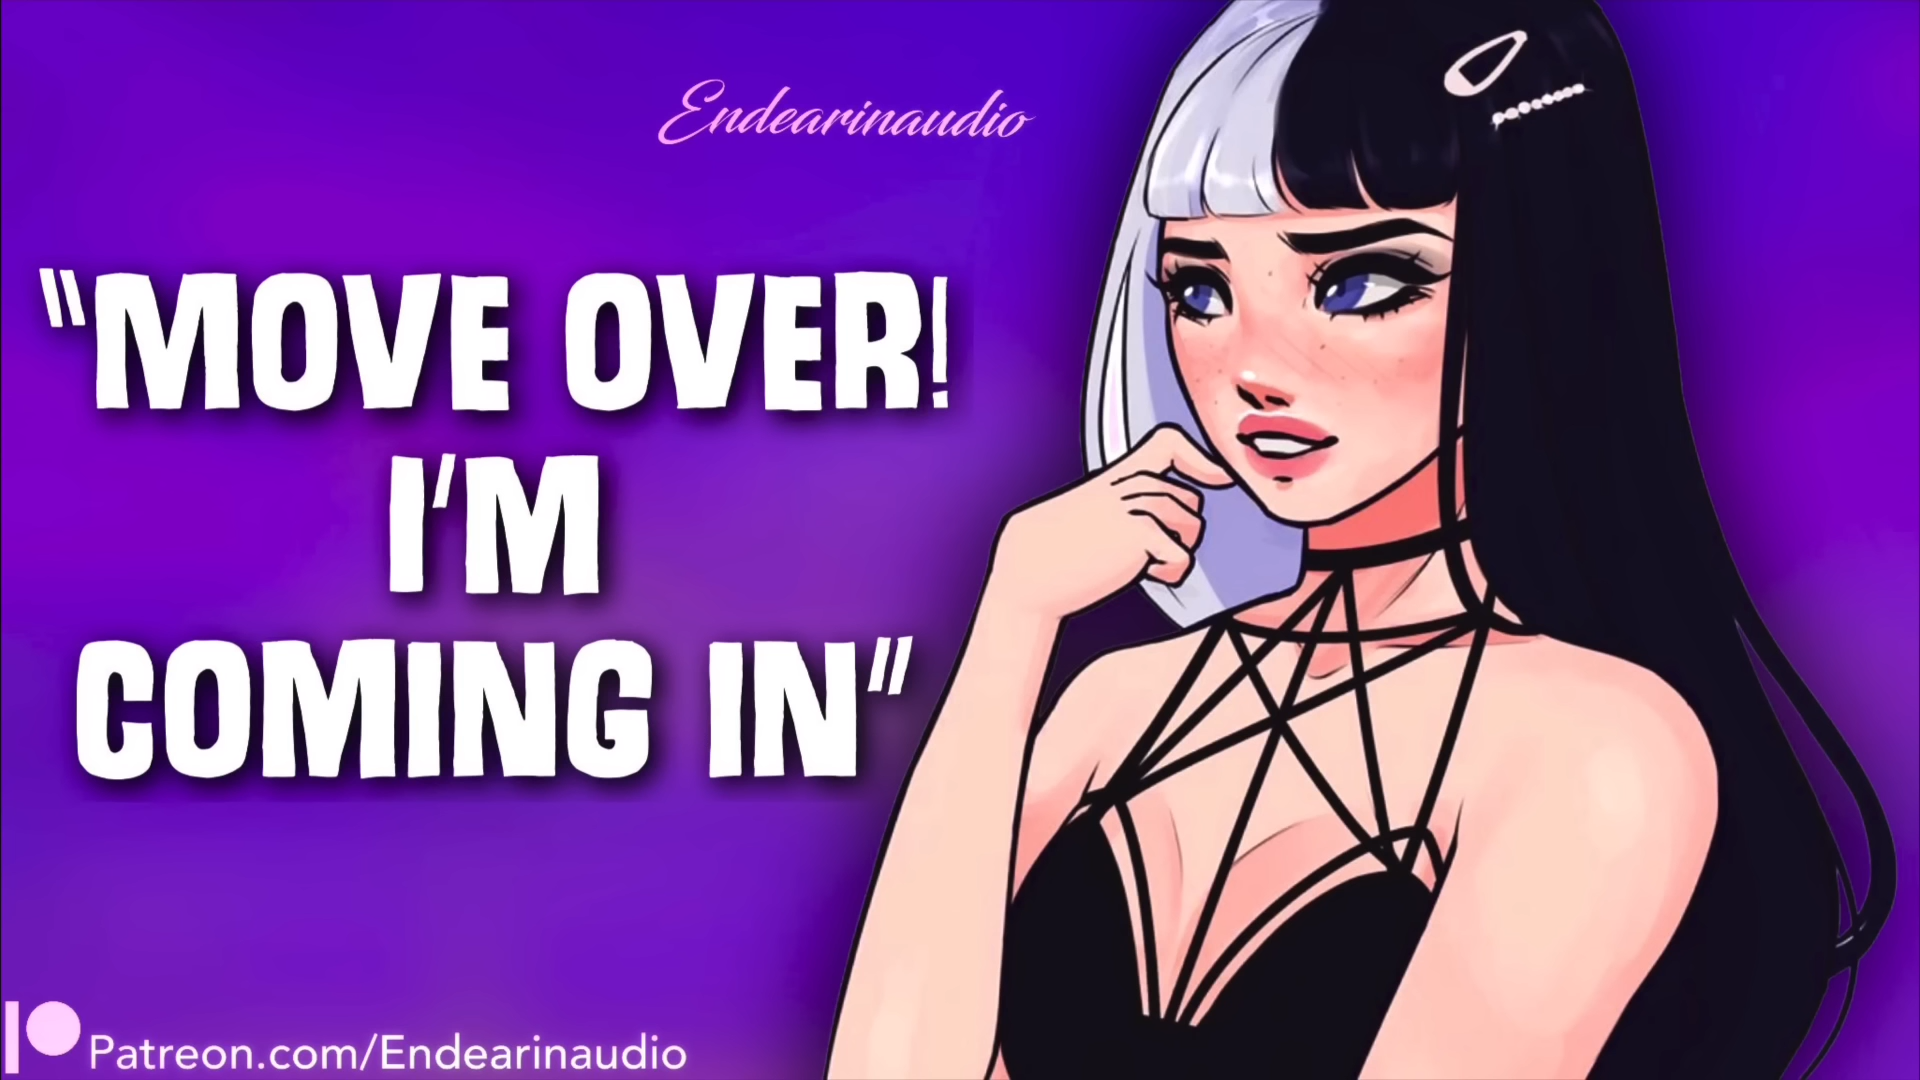 Endearinaudio
"MOVE OVER!
I'M
COMING IN"
Patreon.com/Endearinaudio